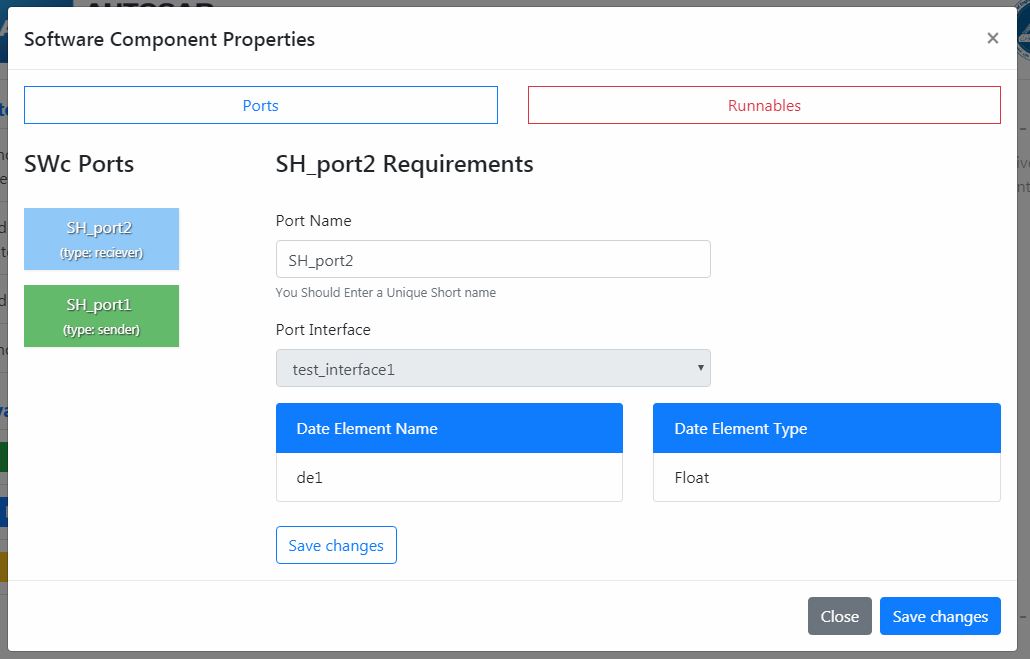 Software Component Properties
×
Ports
Runnables
SWc Ports
SH_port2
(type: reciever)
SH_port1
(type: sender)
SH_port2 Requirements
Port Name
SH_port2
You Should Enter a Unique Short name
Port Interface
test_interface1
Date Element Name
Date Element Type
de1
Float
Save changes
Close
Save changes